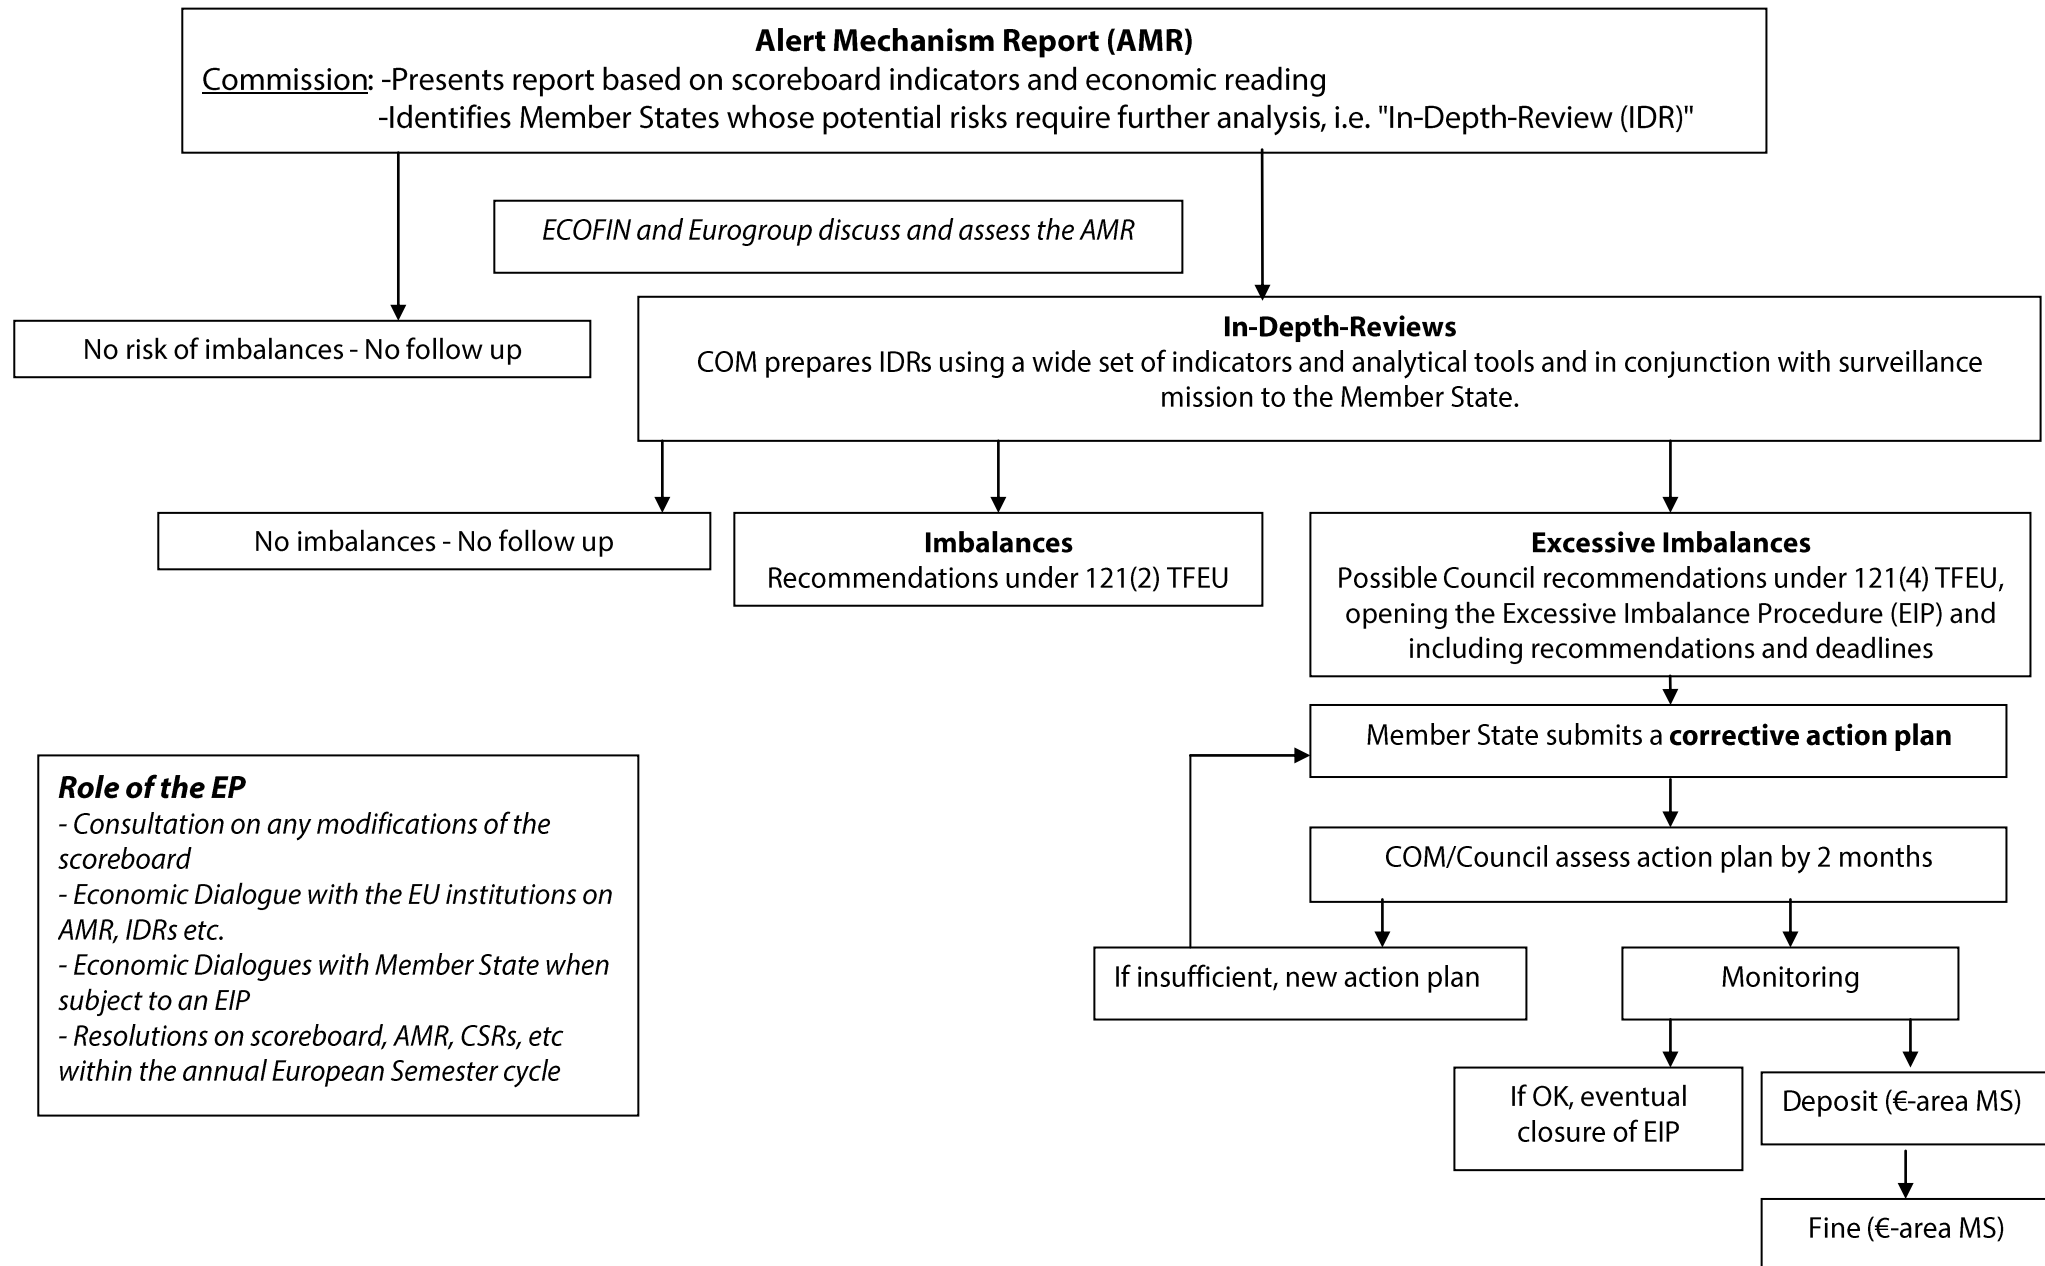 Alert Mechanism Report (AMR)
Commission: -Presents report based on scoreboard indicators and economic reading
-Identifies Member States whose potential risks require further analysis, i.e. "In-Depth-Review (IDR)"
ECOFIN and Eurogroup discuss and assess the AMR
No risk of imbalances - No follow up
In-Depth-Reviews
COM prepares IDRs using a wide set of indicators and analytical tools and in conjunction with surveillance
mission to the Member State.
No imbalances - No follow up
Imbalances
Recommendations under 121(2) TFEU
Excessive Imbalances
Possible Council recommendations under 121(4) TFEU,
opening the Excessive Imbalance Procedure (EIP) and
including recommendations and deadlines
Member State submits a corrective action plan
COM/Council assess action plan by 2 months
If insufficient, new action plan
Monitoring
If OK, eventual
closure of EIP
Deposit (€-area MS)
Fine (€-area MS)
Role of the EP
- Consultation on any modifications of the
scoreboard
- Economic Dialogue with the EU institutions on
AMR, IDRs etc.
- Economic Dialogues with Member State when
subject to an EIP
- Resolutions on scoreboard, AMR, CSRs, etc
within the annual European Semester cycle